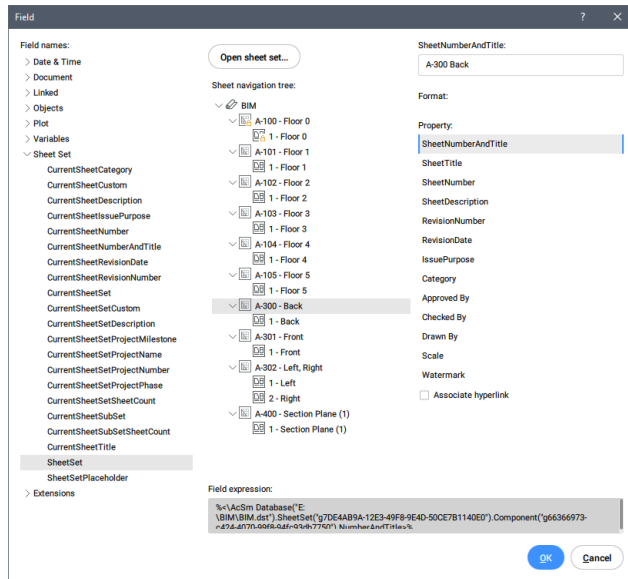 Field
Field names:
Date & Time
Document
Linked
Objects
Plot
Variables
Sheet Set
CurrentSheetCategory
CurrentSheetCustom
CurrentSheetDescription
CurrentSheetIssuePurpose
CurrentSheetNumber
CurrentSheetNumberAndTitle
CurrentSheetRevisionDate
CurrentSheetRevisionNumber
CurrentSheetSet
CurrentSheetSetCustom
CurrentSheetSetDescription
CurrentSheetSetProjectMilestone
CurrentSheetSetProjectName
CurrentSheetSetProjectNumber
CurrentSheetSetProjectPhase
CurrentSheetSetSheetCount
CurrentSheetSubSet
CurrentSheetSubSetSheetCount
CurrentSheetTitle
SheetSet
SheetSetPlaceholder
Extensions
Open sheet set...
Sheet navigation tree:
BIM
A-100 - Floor 0
1 - Floor 0
A-101 - Floor 1
1 - Floor 1
A-102 - Floor 2
1 - Floor 2
A-103 - Floor 3
1 - Floor 3
A-104 - Floor 4
1 - Floor 4
A-105 - Floor 5
1 - Floor 5
A-300 - Back
1 - Back
A-301 - Front
1 - Front
A-302 - Left, Right
1 - Left
2 - Right
A-400 - Section Plane (1)
1 - Section Plane (1)
SheetNumberAndTitle:
A-300 Back
Format:
Property:
SheetNumberAndTitle
SheetTitle
SheetNumber
SheetDescription
RevisionNumber
RevisionDate
IssuePurpose
Category
Approved By
Checked By
Drawn By
Scale
Watermark
Associate hyperlink
Field expression:
%<\AcSm Database("E:
\BIM\BIM.dst").SheetSet("g7DE4AB9A-12E3-49F8-9E4D-50CE7B1140E0").Component("g66366973-
c424-4070-99f8-94fc93db7750").NumberAndTitle>%
OK
Cancel